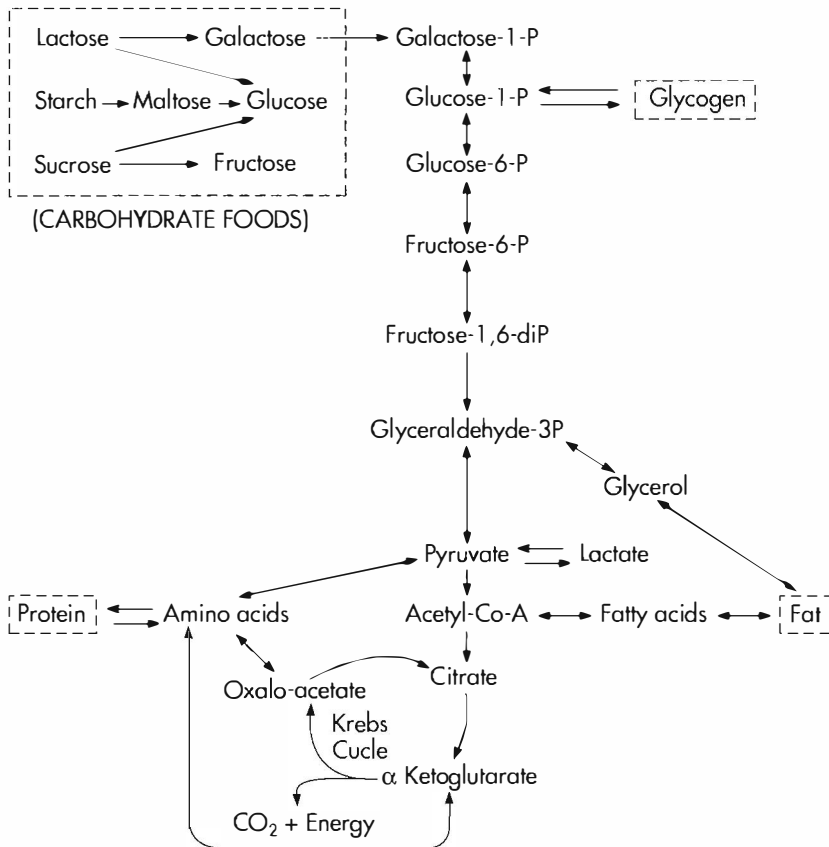 Lactose Galactose Galactose-1-P
Starch Maltose Glucose Glucose-1-P Glycogen
Sucrose Fructose Glucose-6-P
(CARBOHYDRATE FOODS)
Fructose-6-P
Fructose-1,6-diP
Glyceraldehyde-3P
Glycerol
Pyruvate Lactate
Protein Amino acids Acetyl-Co-A Fatty acids Fat
Oxalo-acetate Citrate
Krebs
Cucle
α Ketoglutarate
CO₂ + Energy